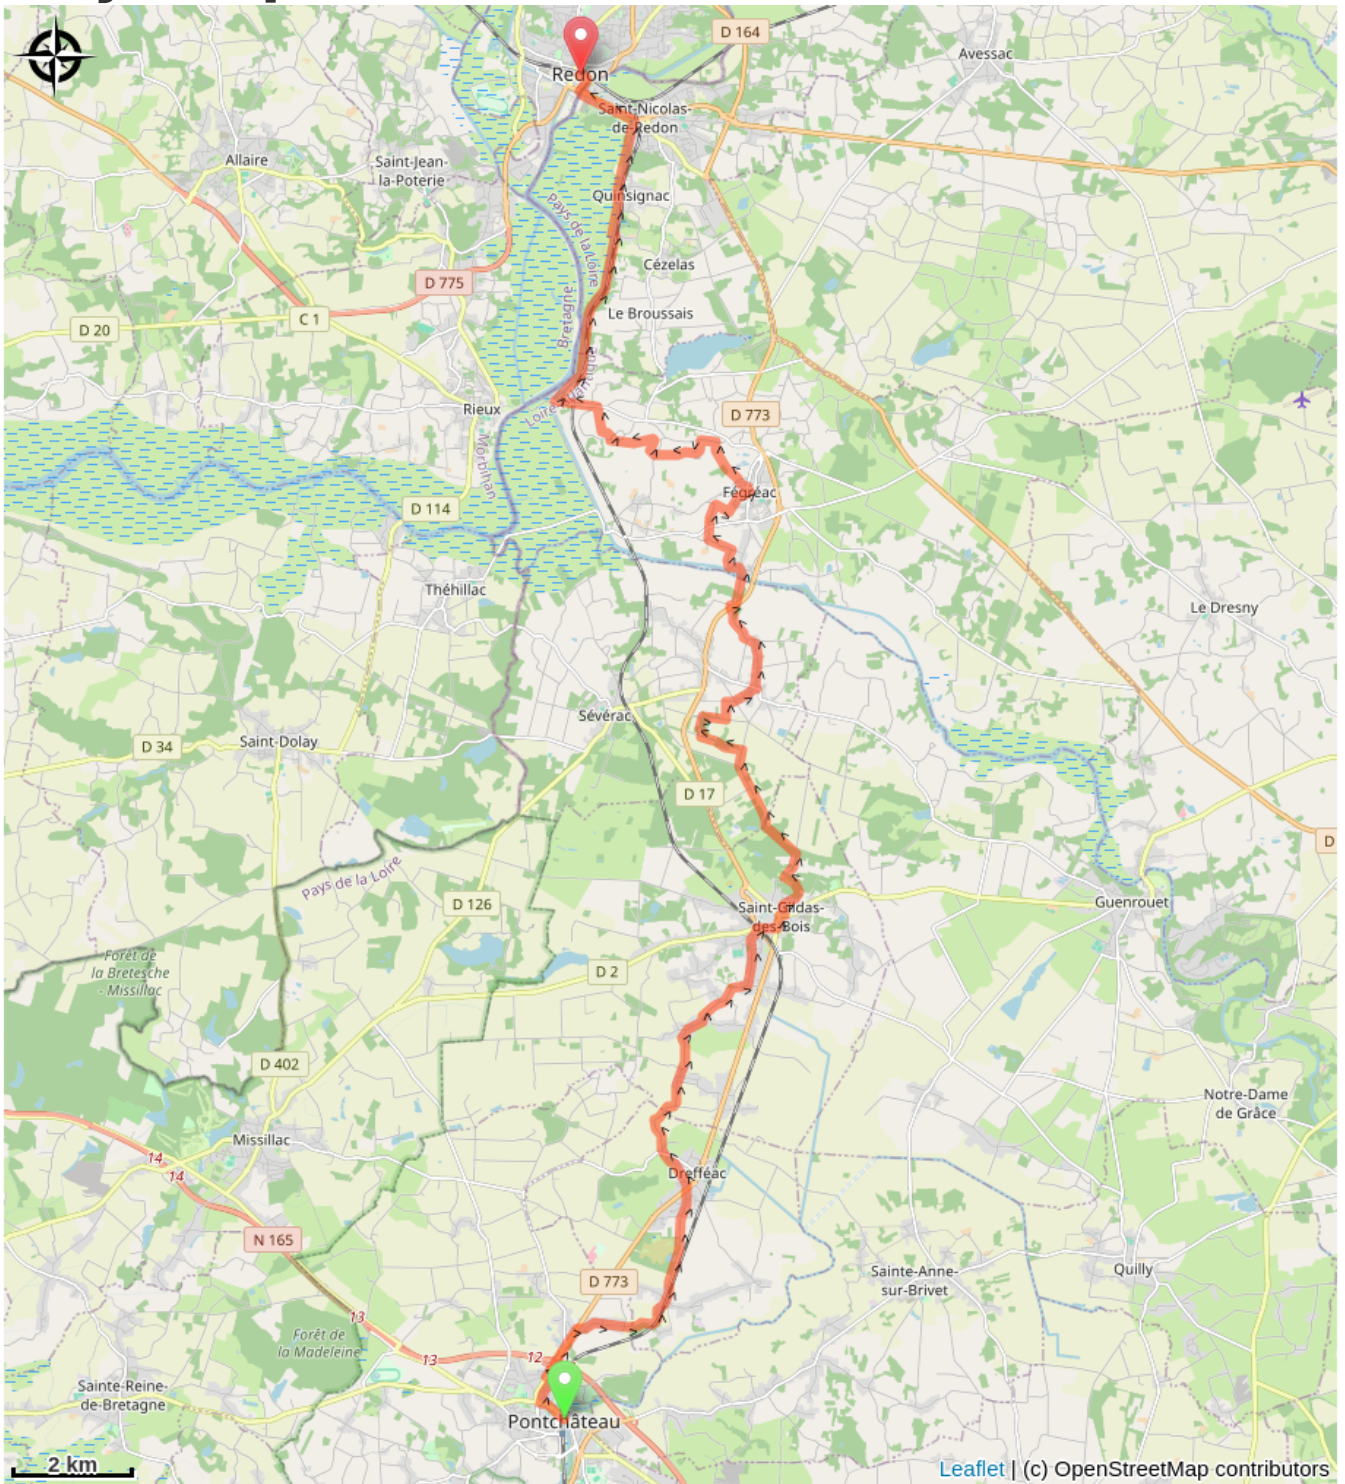 D 164
Avessac
Redon
Saint-Nicolas-
de-Redon
Allaire
Saint-Jean-
la-Poterie
Quinsignac
Pays de la Loire
Bretagne
Cézelas
D 775
Le Broussais
C 1
D 20
Rieux
Loire
Morbihan
D 773
Fégréac
D 114
Théhillac
Le Dresny
Sévérac
D 34
Saint-Dolay
D 17
D
Pays de la Loire
D 126
Saint-Gildas-
des-Bois
Guenrouet
Forêt de
la Bretesche
- Missillac
D 2
D 402
Notre-Dame
de Grâce
Missillac
14
14
Drefféac
N 165
Sainte-Anne-
sur-Brivet
Quilly
D 773
13
Forêt de
la Madeleine
13
12
Sainte-Reine-
de-Bretagne
Pontchâteau
2 km
Leaflet | (c) OpenStreetMap contributors